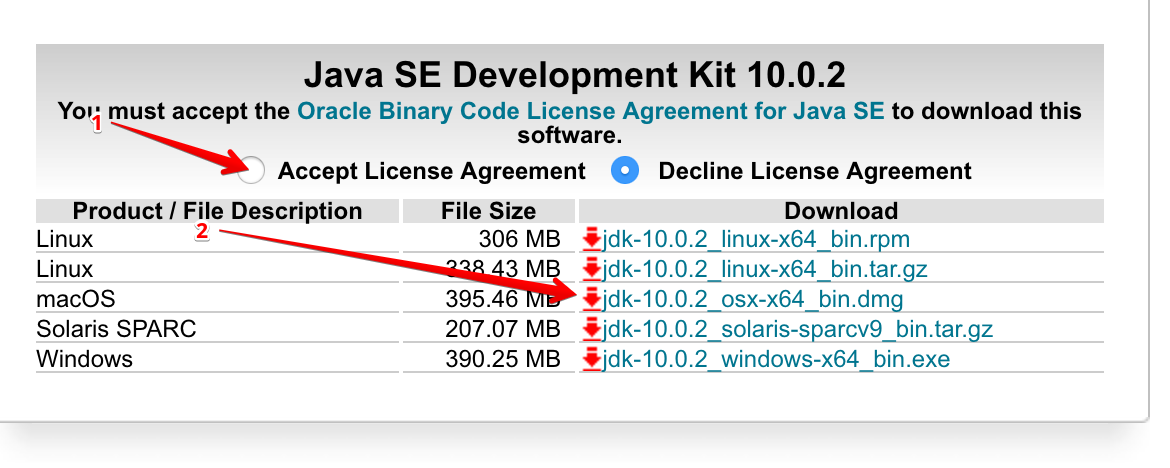 Java SE Development Kit 10.0.2
You must accept the Oracle Binary Code License Agreement for Java SE to download this
software.
1
Accept License Agreement Decline License Agreement
Product / File Description File Size Download
2
Linux 306 MB jdk-10.0.2_linux-x64_bin.rpm
Linux 338.43 MB jdk-10.0.2_linux-x64_bin.tar.gz
macOS 395.46 MB jdk-10.0.2_osx-x64_bin.dmg
Solaris SPARC 207.07 MB jdk-10.0.2_solaris-sparcv9_bin.tar.gz
Windows 390.25 MB jdk-10.0.2_windows-x64_bin.exe